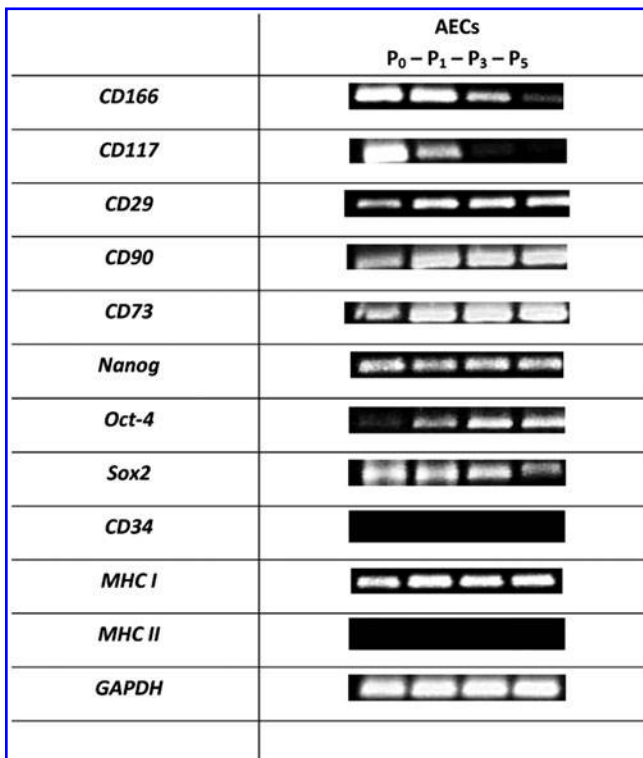 AECs
P₀ – P₁ – P₃ – P₅
CD166
CD117
CD29
CD90
CD73
Nanog
Oct-4
Sox2
CD34
MHC I
MHC II
GAPDH